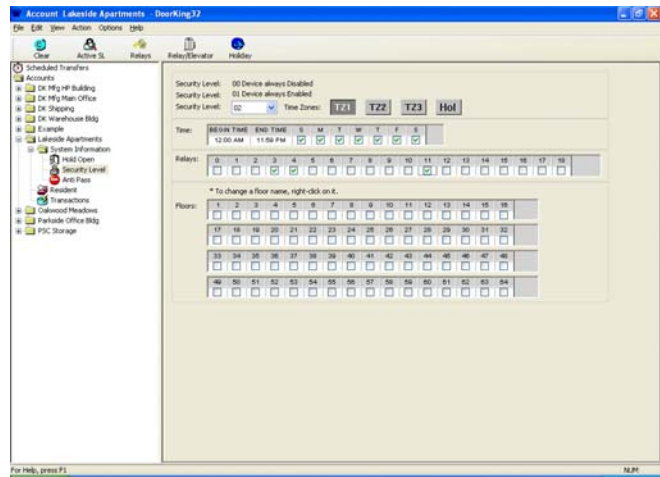 Account Lakeside Apartments - DoorKing32
File Edit View Action Options Help
Clear Active SL Relays Relay/Elevator Holiday
Scheduled Transfers
Accounts
DK Mfg HP Building
DK Mfg Main Office
DK Shipping
DK Warehouse Bldg
Example
Lakeside Apartments
System Information
Hold Open
Security Level
Anti Pass
Resident
Transactions
Oakwood Meadows
Parkside Office Bldg
PSC Storage
Security Level: 00 Device always Disabled
Security Level: 01 Device always Enabled
Security Level: 02 Time Zones: TZ1 TZ2 TZ3 Hol
Time: BEGIN TIME END TIME S M T W T F S
12:00 AM 11:59 PM
Relays: 0 1 2 3 4 5 6 7 8 9 10 11 12 13 14 15 16 17 18
* To change a floor name, right-click on it.
Floors: 1 2 3 4 5 6 7 8 9 10 11 12 13 14 15 16
17 18 19 20 21 22 23 24 25 26 27 28 29 30 31 32
33 34 35 36 37 38 39 40 41 42 43 44 45 46 47 48
49 50 51 52 53 54 55 56 57 58 59 60 61 62 63 64
For Help, press F1
NUM